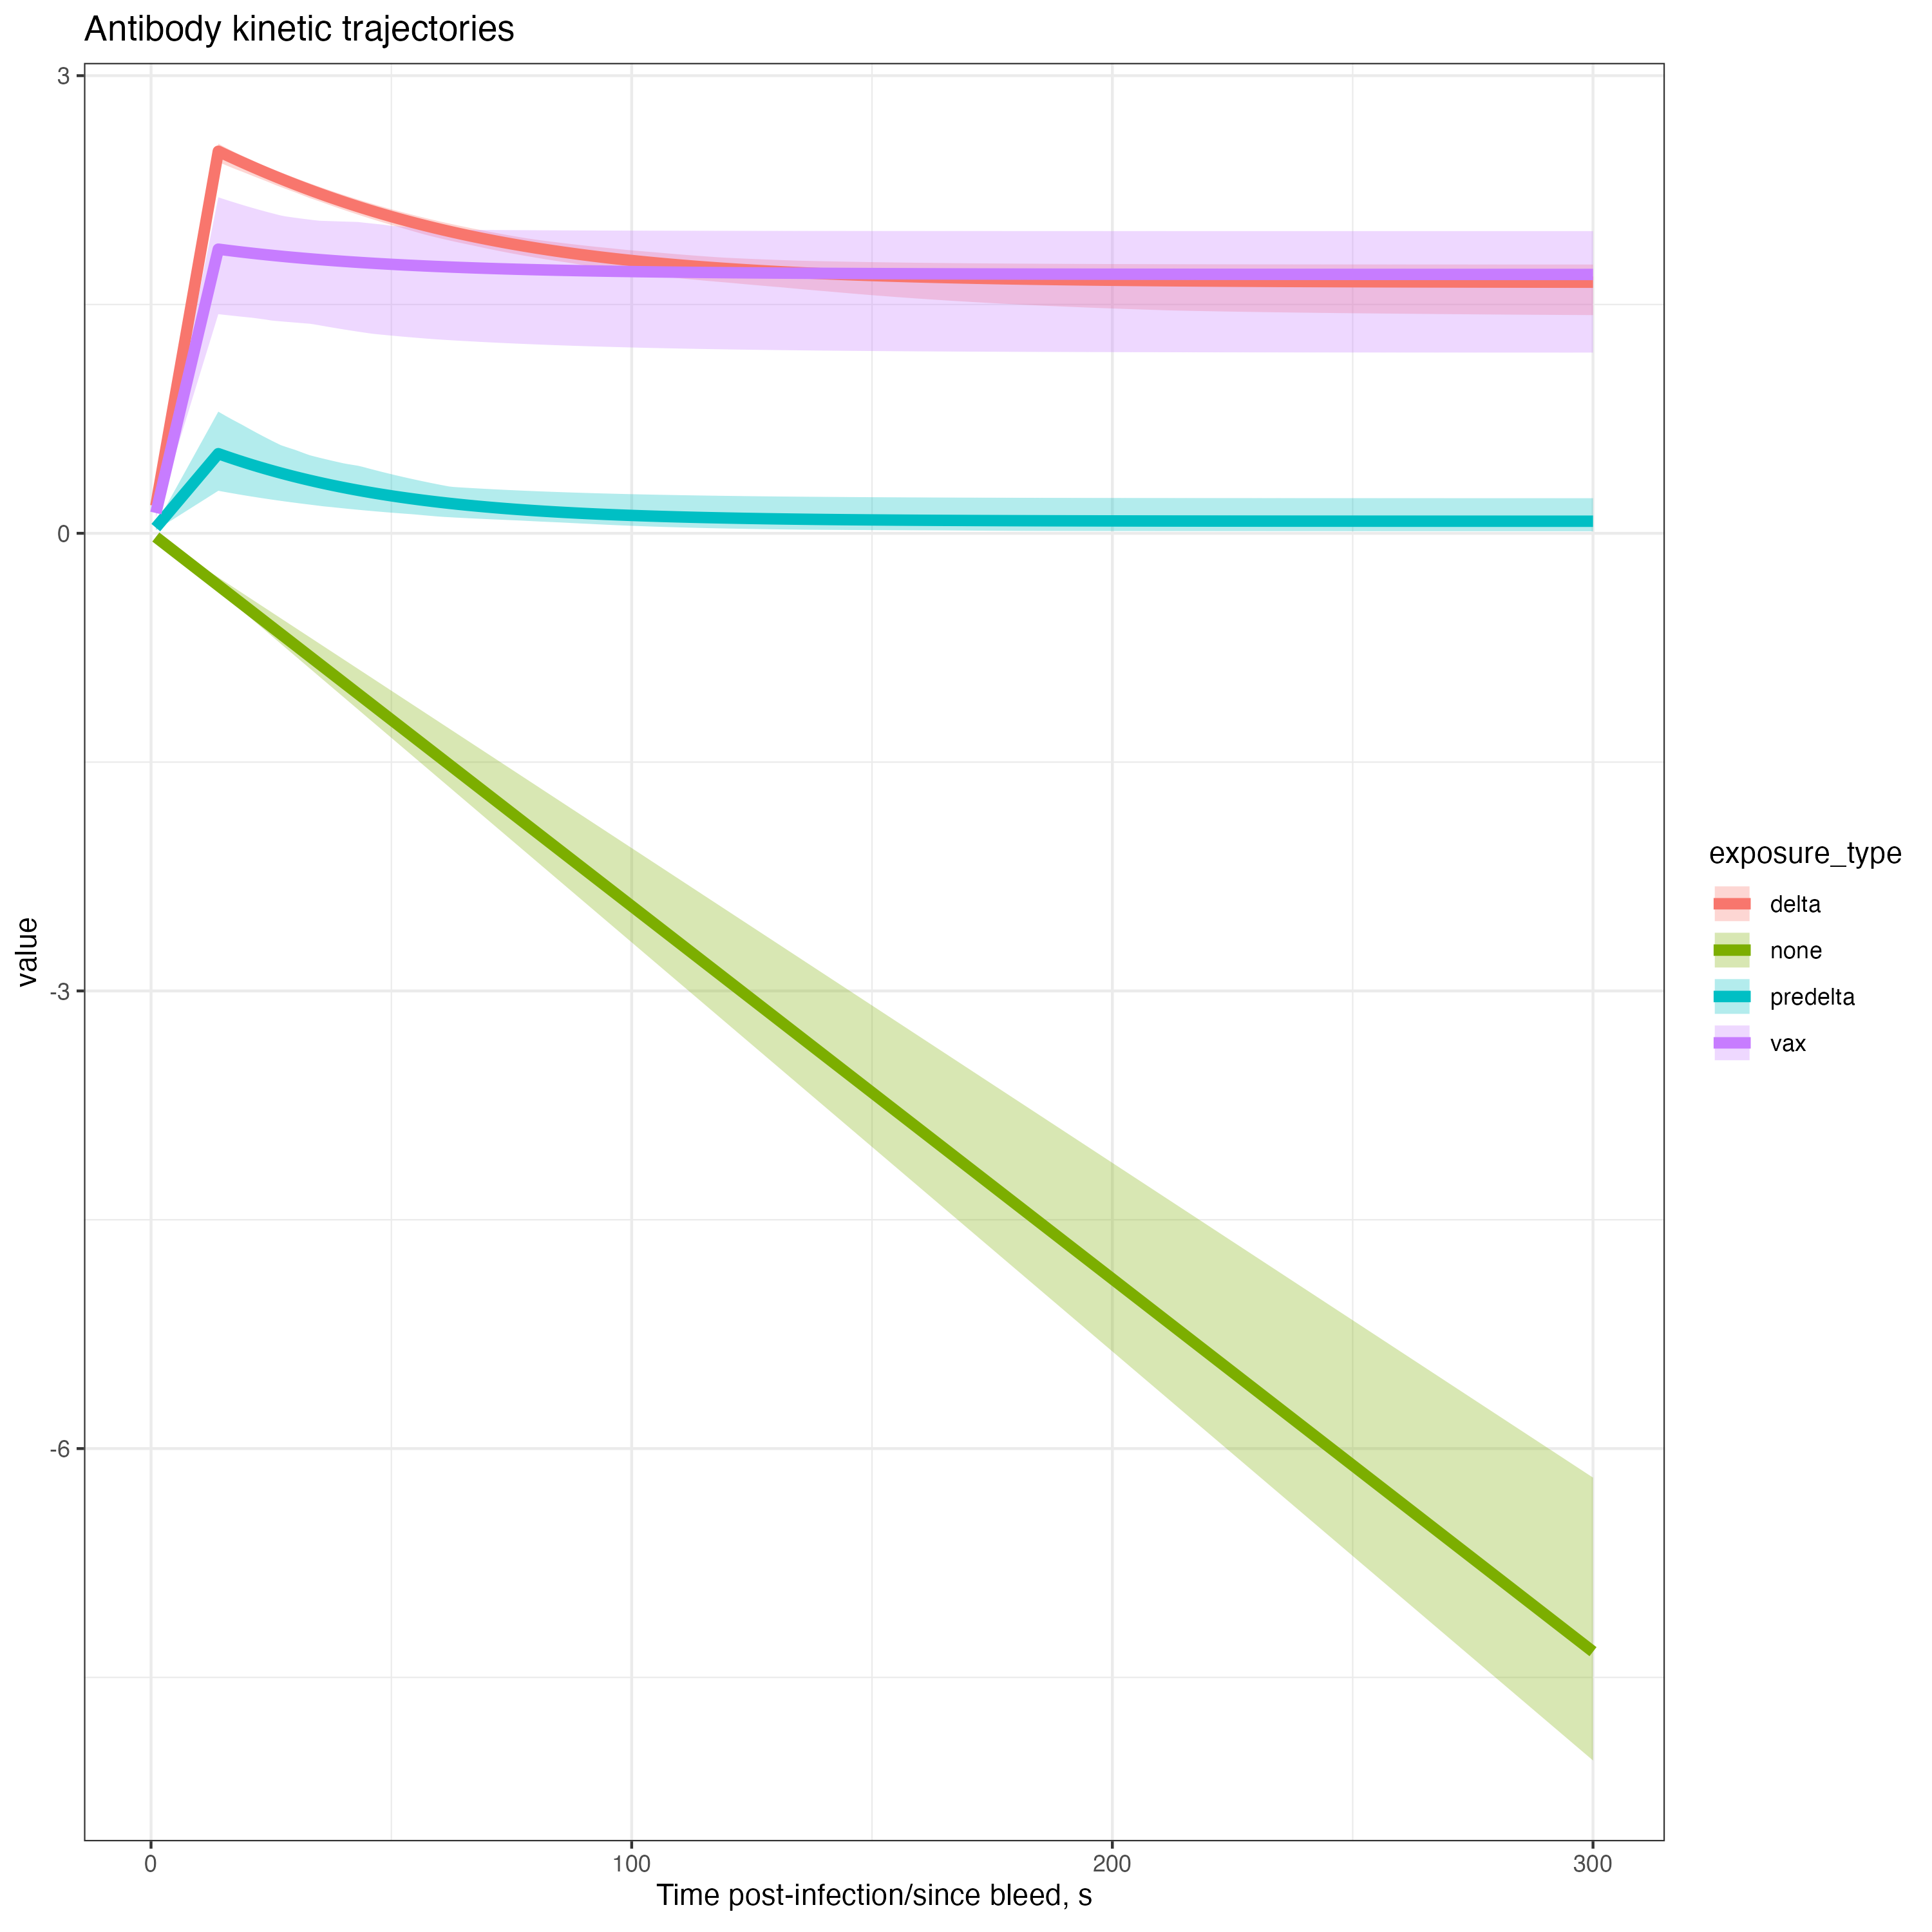 Antibody kinetic trajectories
3
0
-3
-6
value
0 100 200 300
Time post-infection/since bleed, s
exposure_type
delta
none
predelta
vax